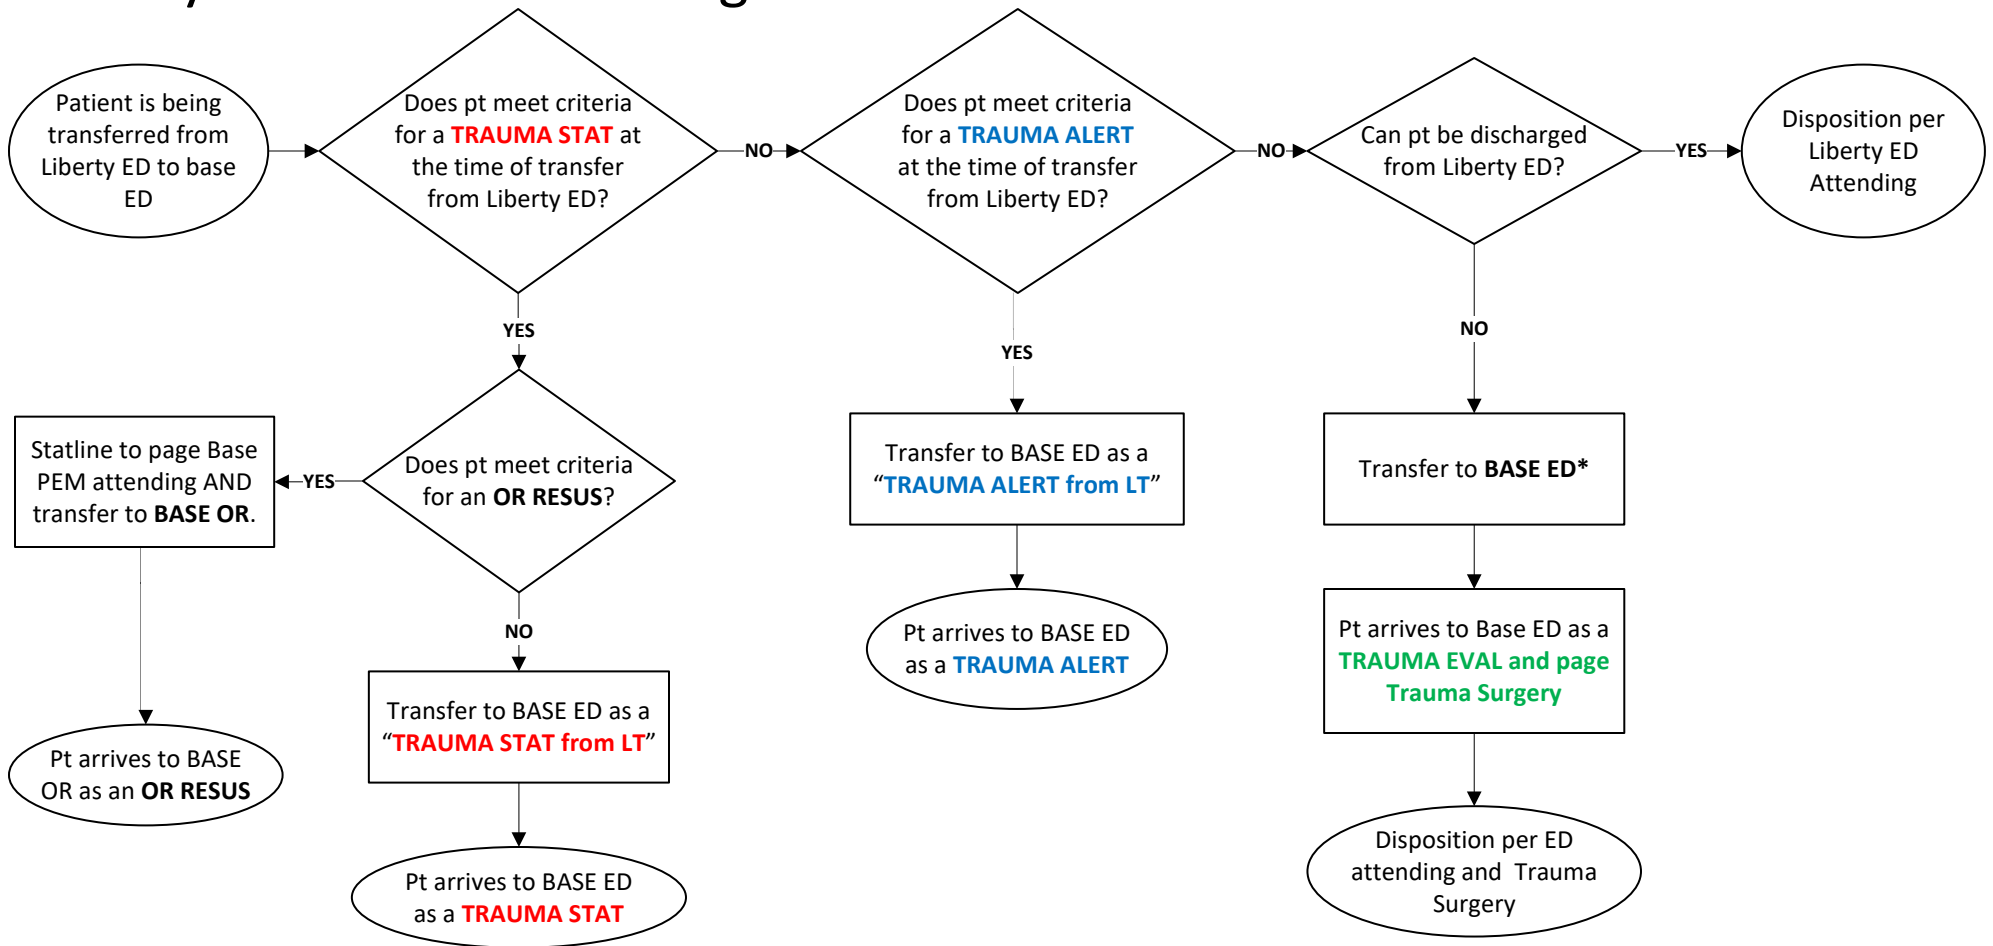 Patient is being
transferred from
Liberty ED to base
ED
Does pt meet criteria
for a TRAUMA STAT at
the time of transfer
from Liberty ED?
NO
Does pt meet criteria
for a TRAUMA ALERT
at the time of transfer
from Liberty ED?
NO
Can pt be discharged
from Liberty ED?
YES
Disposition per
Liberty ED
Attending
YES
YES
NO
Statline to page Base
PEM attending AND
transfer to BASE OR.
YES
Does pt meet criteria
for an OR RESUS?
Transfer to BASE ED as a
“TRAUMA ALERT from LT”
Transfer to BASE ED*
NO
Pt arrives to BASE ED
as a TRAUMA ALERT
Pt arrives to Base ED as a
TRAUMA EVAL and page
Trauma Surgery
Transfer to BASE ED as a
“TRAUMA STAT from LT”
Pt arrives to BASE
OR as an OR RESUS
Pt arrives to BASE ED
as a TRAUMA STAT
Disposition per ED
attending and  Trauma
Surgery